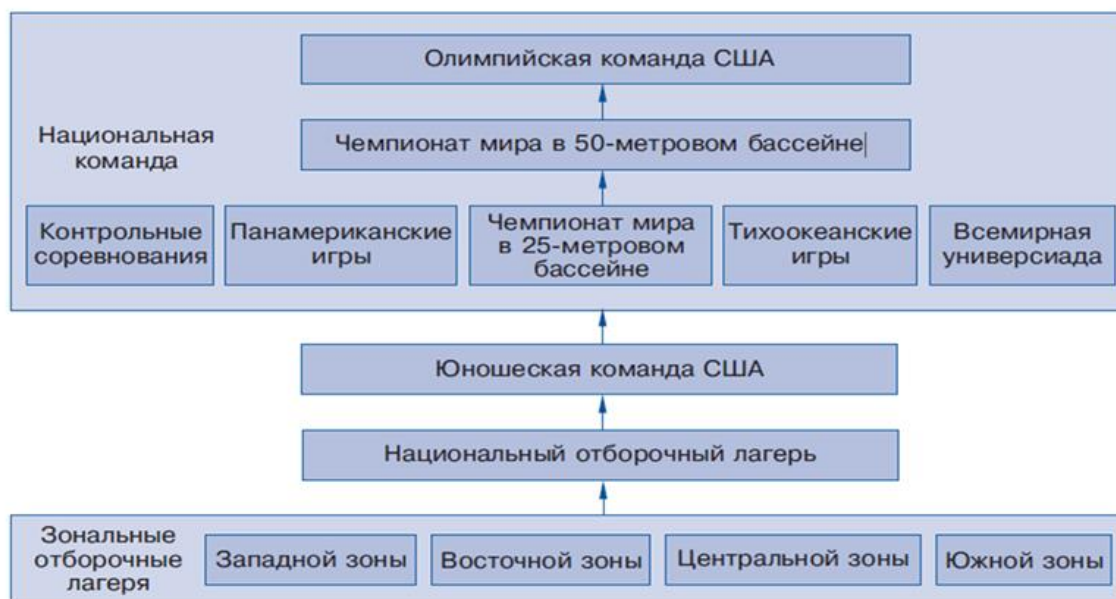 Олимпийская команда США
Национальная
команда
Чемпионат мира в 50-метровом бассейне
Контрольные
соревнования
Панамериканские
игры
Чемпионат мира
в 25-метровом
бассейне
Тихоокеанские
игры
Всемирная
универсиада
Юношеская команда США
Национальный отборочный лагерь
Зональные
отборочные
лагеря
Западной зоны
Восточной зоны
Центральной зоны
Южной зоны